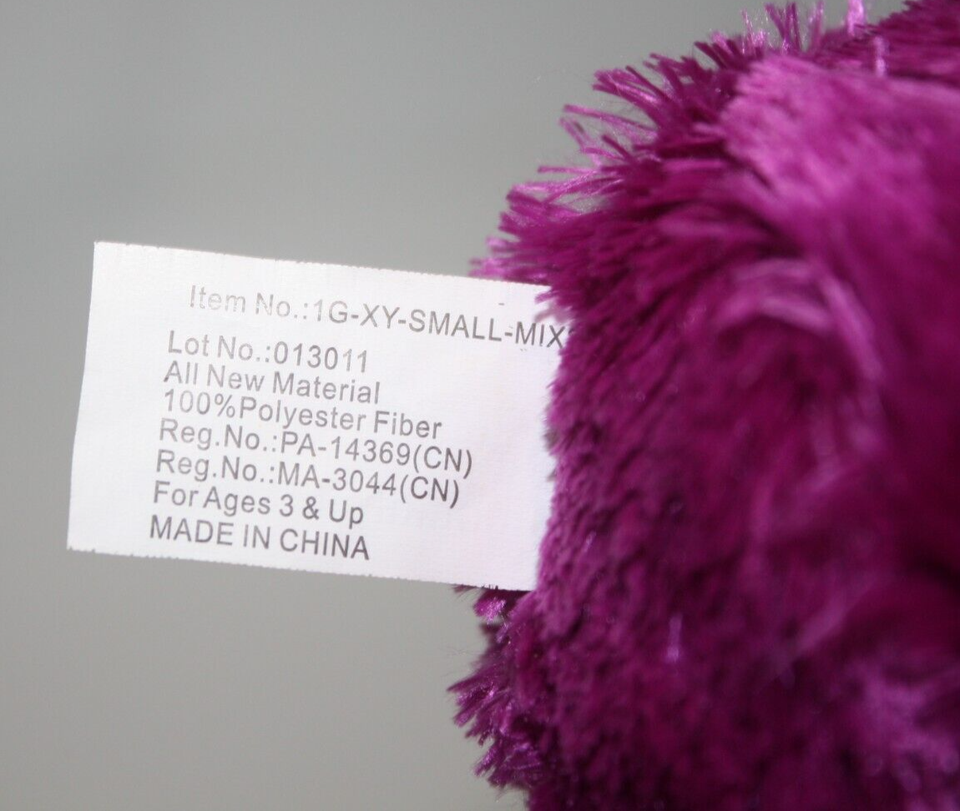 Item No.:1G-XY-SMALL-MIX
Lot No.:013011
All New Material
100%Polyester Fiber
Reg.No.:PA-14369(CN)
Reg.No.:MA-3044(CN)
For Ages 3 & Up
MADE IN CHINA